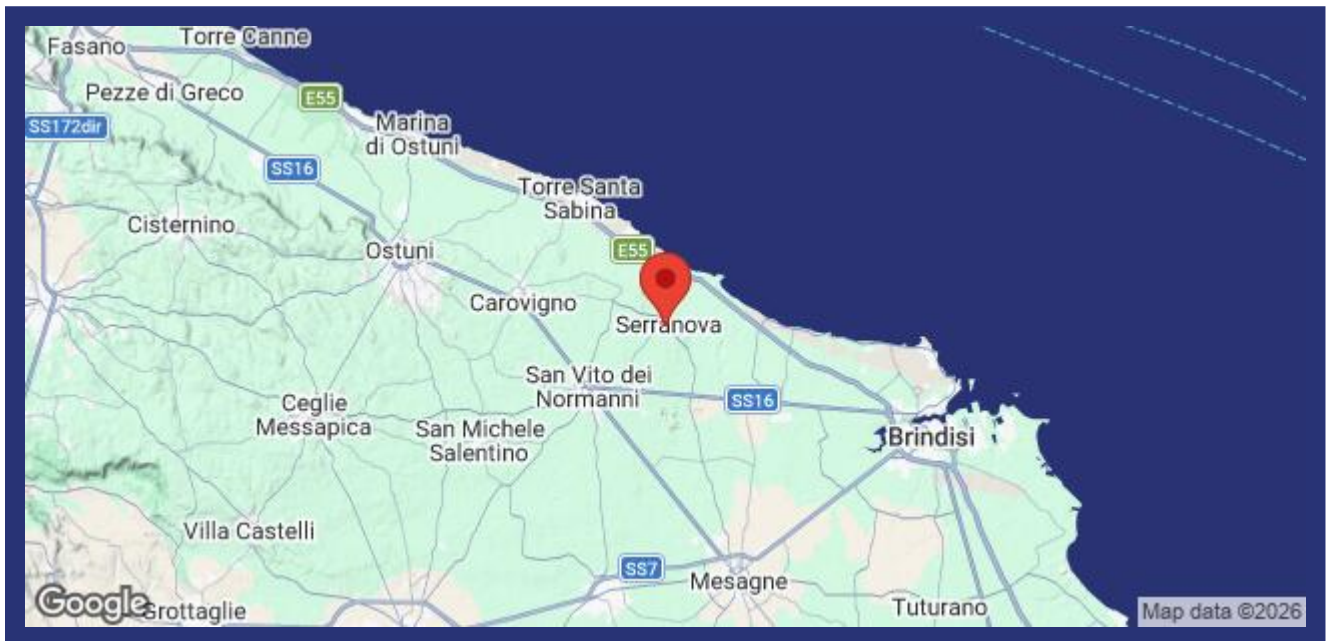 Torre Canne
Fasano
Pezze di Greco
E55
SS172dir
Marina
di Ostuni
SS16
Torre Santa
Sabina
Cisternino
Ostuni
E55
Carovigno
Serranova
San Vito dei
Normanni
SS16
Ceglie
Messapica
San Michele
Salentino
Brindisi
Villa Castelli
SS7
Mesagne
Google
Grottaglie
Tuturano
Map data ©2026